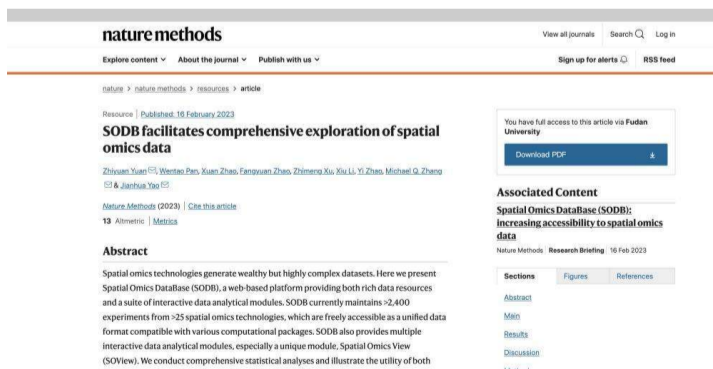 nature methods
View all journals Search Log in
Explore content About the journal Publish with us
Sign up for alerts RSS feed
nature > nature methods > resources > article
Resource | Published: 16 February 2023
SODB facilitates comprehensive exploration of spatial
omics data
Zhiyuan Yuan, Wentao Pan, Xuan Zhao, Fangyuan Zhao, Zhimeng Xu, Xiu Li, Yi Zhao, Michael Q. Zhang
& Jianhua Yao
Nature Methods (2023) | Cite this article
13 Altmetric | Metrics
Abstract
Spatial omics technologies generate wealthy but highly complex datasets. Here we present
Spatial Omics DataBase (SODB), a web-based platform providing both rich data resources
and a suite of interactive data analytical modules. SODB currently maintains >2,400
experiments from >25 spatial omics technologies, which are freely accessible as a unified data
format compatible with various computational packages. SODB also provides multiple
interactive data analytical modules, especially a unique module, Spatial Omics View
(SOView). We conduct comprehensive statistical analyses and illustrate the utility of both
You have full access to this article via Fudan
University
Download PDF
Associated Content
Spatial Omics DataBase (SODB):
increasing accessibility to spatial omics
data
Nature Methods Research Briefing 16 Feb 2023
Sections Figures References
Abstract
Main
Results
Discussion